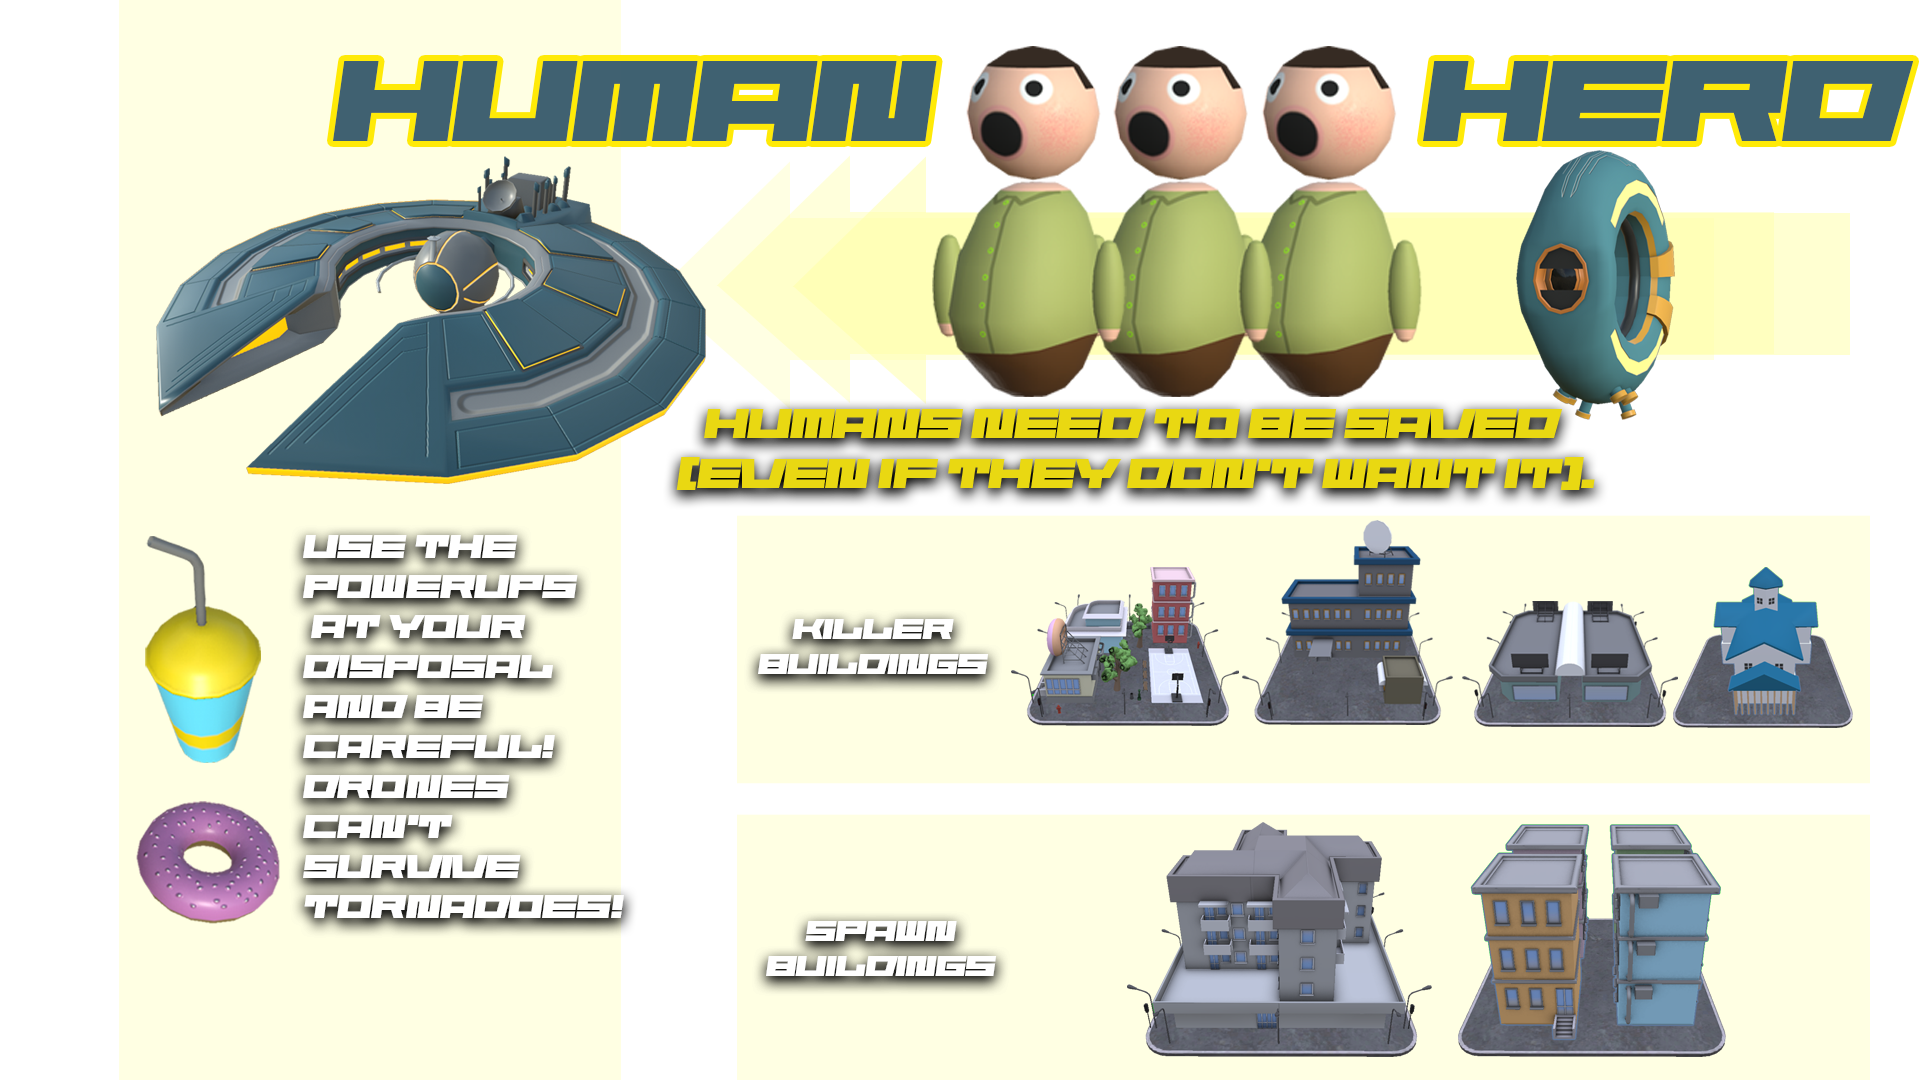 HUMAN HERO
HUMANS NEED TO BE SAVED
(EVEN IF THEY DON'T WANT IT).
USE THE
POWERUPS
AT YOUR
DISPOSAL
AND BE
CAREFUL!
DRONES
CAN'T
SURVIVE
TORNADOES!
KILLER
BUILDINGS
SPAWN
BUILDINGS